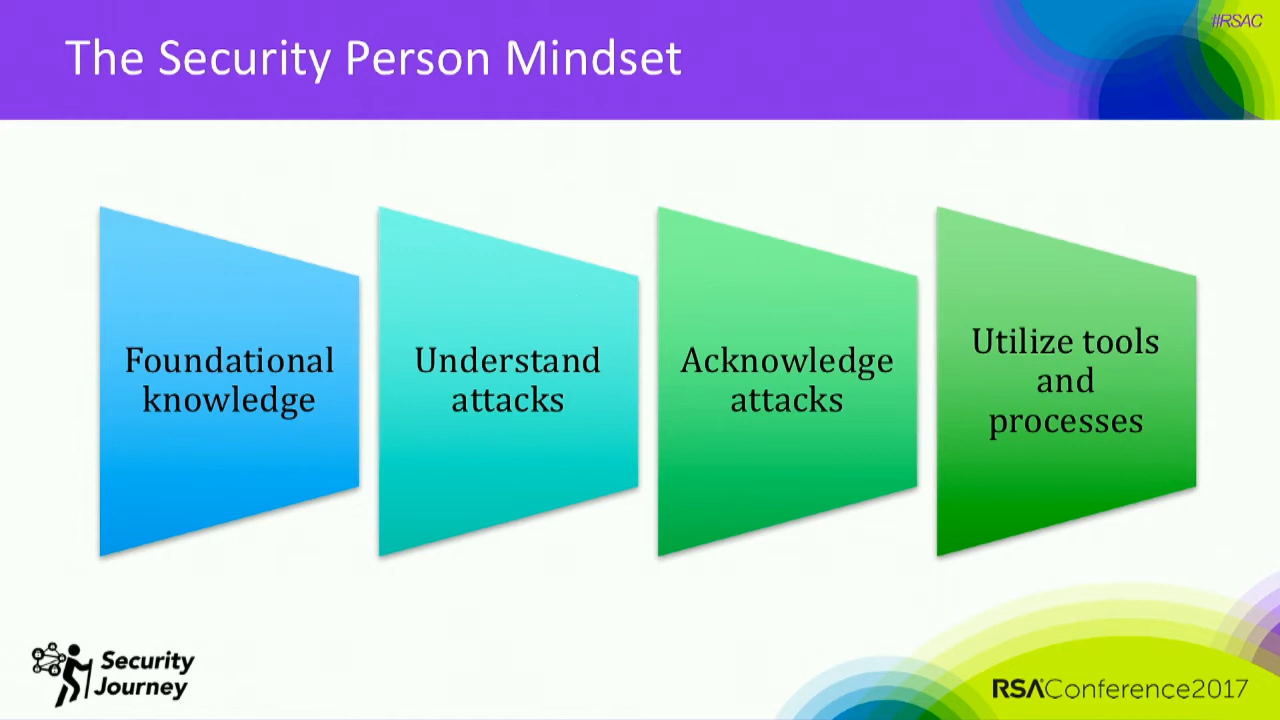 #RSAC
The Security Person Mindset
Foundational
knowledge
Understand
attacks
Acknowledge
attacks
Utilize tools
and
processes
Security
Journey
RSAConference2017